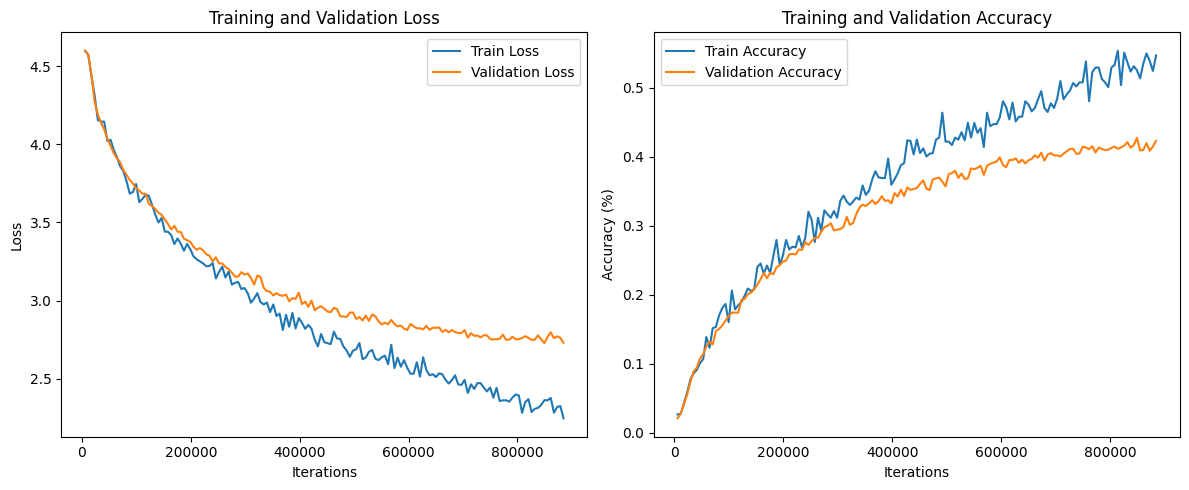 Training and Validation Loss
Train Loss
Validation Loss
4.5
4.0
3.5
3.0
2.5
Loss
0 200000 400000 600000 800000
Iterations
Training and Validation Accuracy
Train Accuracy
Validation Accuracy
0.5
0.4
0.3
0.2
0.1
0.0
Accuracy (%)
0 200000 400000 600000 800000
Iterations